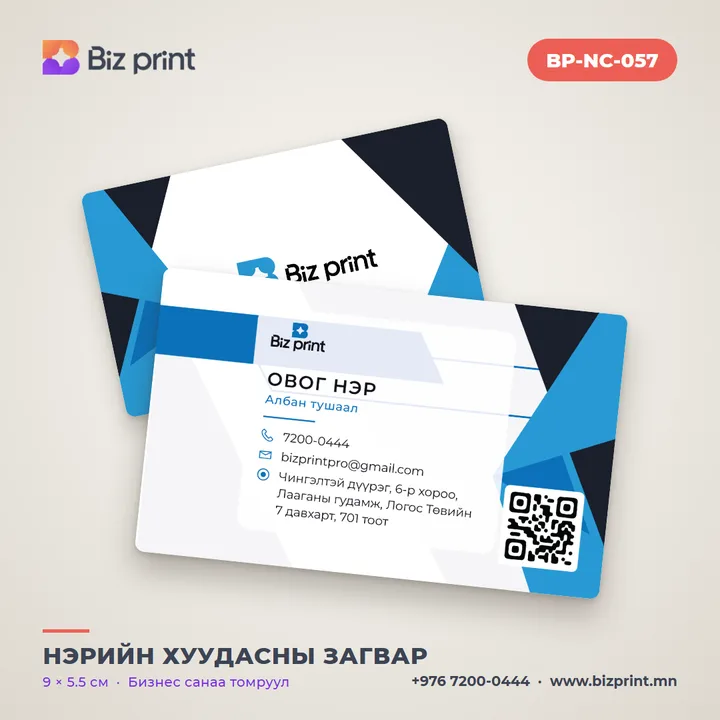 Biz print
BP-NC-057
Biz print
Biz print
ОВОГ НЭР
Албан тушаал
7200-0444
bizprintpro@gmail.com
Чингэлтэй дүүрэг, 6-р хороо,
Лааганы гудамж, Логос Төвийн
7 давхарт, 701 тоот
НЭРИЙН ХУУДАСНЫ ЗАГВАР
9 × 5.5 см · Бизнес санаа томруул
+976 7200-0444 · www.bizprint.mn